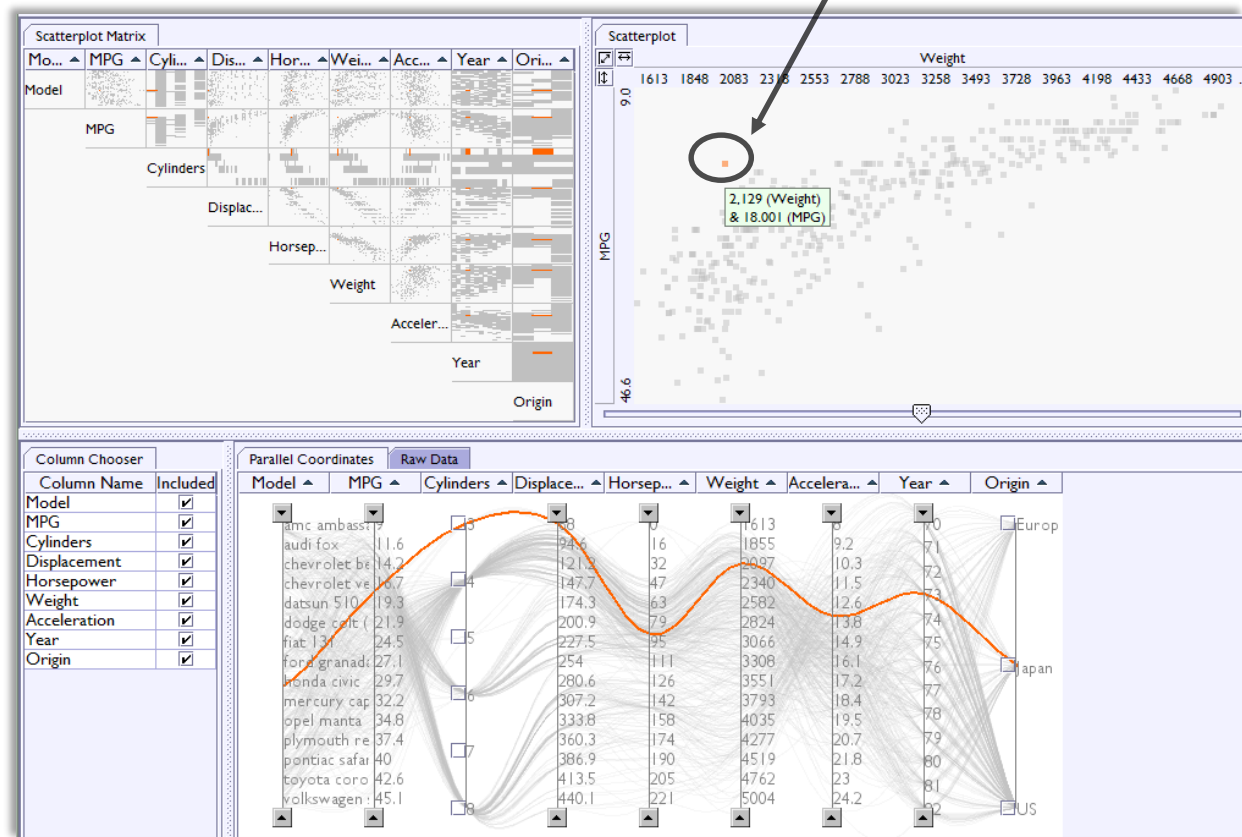 Scatterplot Matrix
Mo... MPG Cyli... Dis... Hor... Wei... Acc... Year Ori...
Model
MPG
Cylinders
Displac...
Horsep...
Weight
Acceler...
Year
Origin
Scatterplot
Weight
1613 1848 2083 2318 2553 2788 3023 3258 3493 3728 3963 4198 4433 4668 4903
9.0
MPG
46.6
2,129 (Weight)
& 18.001 (MPG)
Column Chooser
Column Name Included
Model
MPG
Cylinders
Displacement
Horsepower
Weight
Acceleration
Year
Origin
Parallel Coordinates Raw Data
Model MPG Cylinders Displace... Horsep... Weight Accelera... Year Origin
amc ambass 9 3 68 0 1613 8 70 Europ
audi fox 11.6 94.6 16 1855 9.2 71
chevrolet be 14.2 4 121.2 32 2097 10.3 72
chevrolet ve 16.7 147.7 47 2340 11.5 73
datsun 510 19.3 174.3 63 2582 12.6 74
dodge colt ( 21.9 5 200.9 79 2824 13.8 75
fiat 131 24.5 227.5 95 3066 14.9 76
ford granada 27.1 6 254 111 3308 16.1 77 Japan
honda civic 29.7 280.6 126 3551 17.2 78
mercury cap 32.2 307.2 142 3793 18.4 79
opel manta 34.8 7 333.8 158 4035 19.5 80
plymouth re 37.4 360.3 174 4277 20.7 81
pontiac safar 40 8 386.9 190 4519 21.8 82
toyota coro 42.6 413.5 205 4762 23
volkswagen 45.1 440.1 221 5004 24.2 US